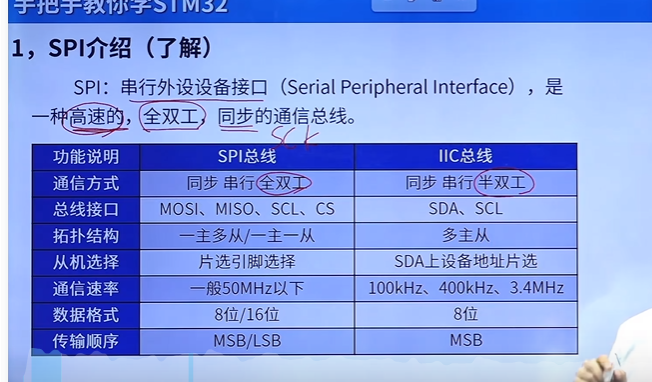 手把手教你学STM32
1，SPI介绍（了解）
SPI：串行外设设备接口（Serial Peripheral Interface），是
一种高速的，全双工，同步的通信总线。
SCK
功能说明 SPI总线 IIC总线
通信方式 同步 串行 全双工 同步 串行 半双工
总线接口 MOSI、MISO、SCL、CS SDA、SCL
拓扑结构 一主多从/一主一从 多主从
从机选择 片选引脚选择 SDA上设备地址片选
通信速率 一般50MHz以下 100kHz、400kHz、3.4MHz
数据格式 8位/16位 8位
传输顺序 MSB/LSB MSB